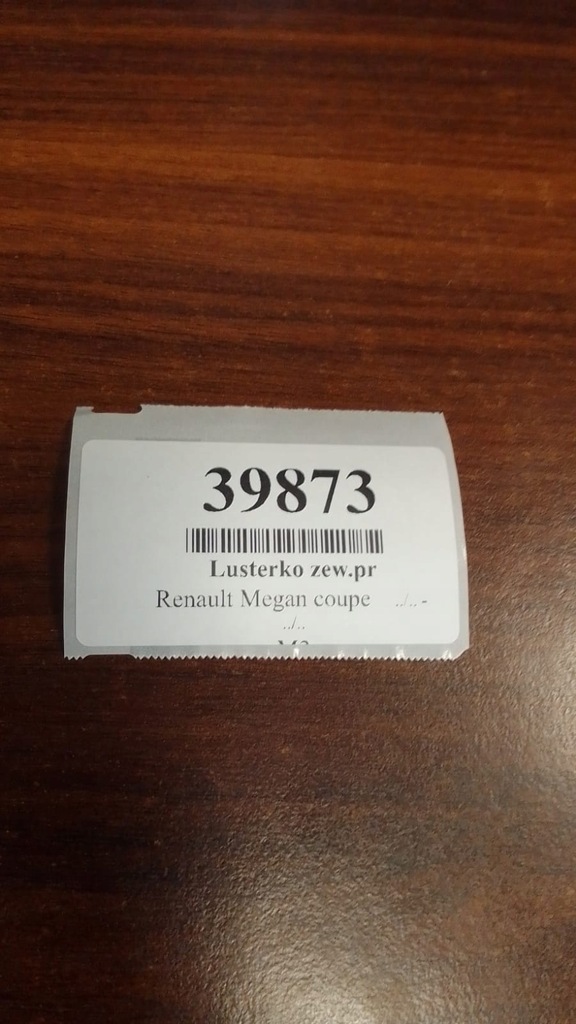 39873
Lusterko zew.pr
Renault Megan coupe ../.. -
../..